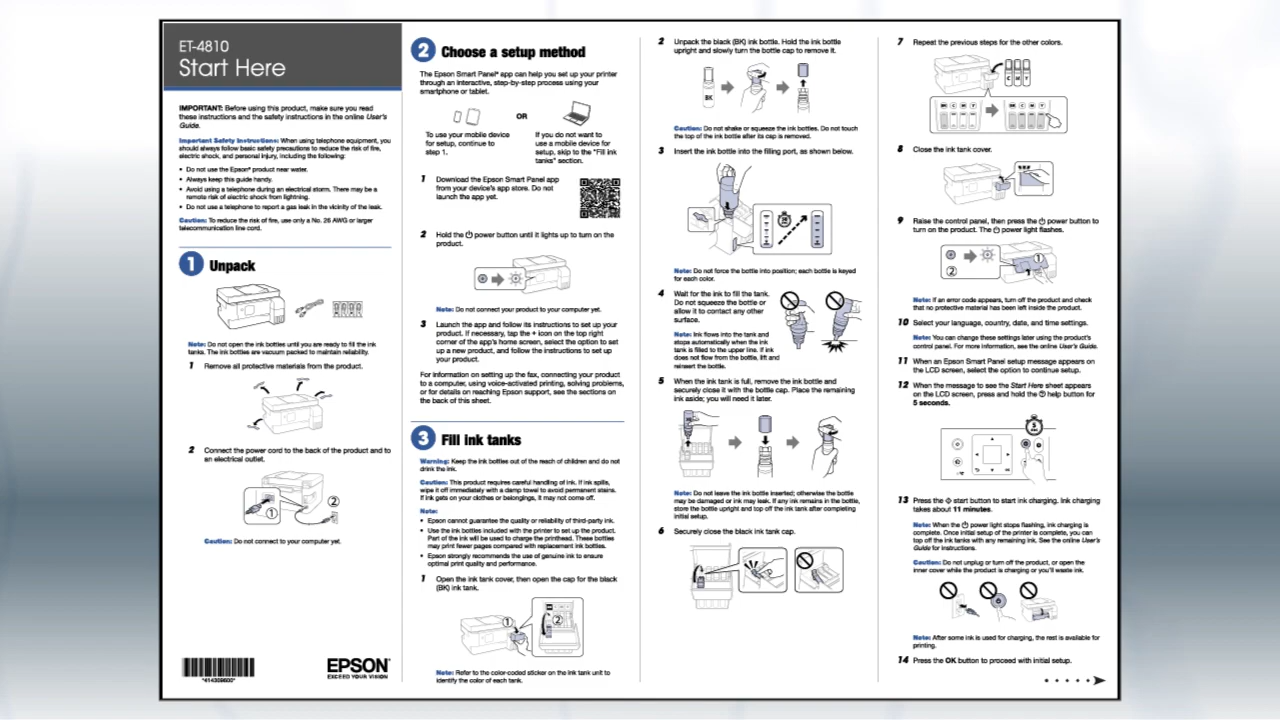 ET-4810
Start Here
IMPORTANT: Before using this product, make sure you read
these instructions and the safety instructions in the online User's
Guide.
Important Safety Instructions: When using telephone equipment, you
should always follow basic safety precautions to reduce the risk of fire,
electric shock, and personal injury, including the following:
• Do not use the Epson® product near water.
• Always keep this guide handy.
• Avoid using a telephone during an electrical storm. There may be a
remote risk of electric shock from lightning.
• Do not use a telephone to report a gas leak in the vicinity of the leak.
Caution: To reduce the risk of fire, use only a No. 26 AWG or larger
telecommunication line cord.
1 Unpack
Note: Do not open the ink bottles until you are ready to fill the ink
tanks. The ink bottles are vacuum packed to maintain reliability.
1 Remove all protective materials from the product.
2 Connect the power cord to the back of the product and to
an electrical outlet.
①
②
Caution: Do not connect to your computer yet.
*414309600*
EPSON®
EXCEED YOUR VISION
2 Choose a setup method
The Epson Smart Panel® app can help you set up your printer
through an interactive, step-by-step process using your
smartphone or tablet.
OR
To use your mobile device
for setup, continue to
step 1.
If you do not want to
use a mobile device for
setup, skip to the "Fill ink
tanks" section.
1 Download the Epson Smart Panel app
from your device's app store. Do not
launch the app yet.
2 Hold the ⏻ power button until it lights up to turn on the
product.
Note: Do not connect your product to your computer yet.
3 Launch the app and follow its instructions to set up your
product. If necessary, tap the + icon on the top right
corner of the app's home screen, select the option to set
up a new product, and follow the instructions to set up
your product.
For information on setting up the fax, connecting your product
to a computer, using voice-activated printing, solving problems,
or for details on reaching Epson support, see the sections on
the back of this sheet.
3 Fill ink tanks
Warning: Keep the ink bottles out of the reach of children and do not
drink the ink.
Caution: This product requires careful handling of ink. If ink spills,
wipe it off immediately with a damp towel to avoid permanent stains.
If ink gets on your clothes or belongings, it may not come off.
Note:
• Epson cannot guarantee the quality or reliability of third-party ink.
• Use the ink bottles included with the printer to set up the product.
Part of the ink will be used to charge the printhead. These bottles
may print fewer pages compared with replacement ink bottles.
• Epson strongly recommends the use of genuine ink to ensure
optimal print quality and performance.
1 Open the ink tank cover, then open the cap for the black
(BK) ink tank.
①
②
Note: Refer to the color-coded sticker on the ink tank unit to
identify the color of each tank.
2 Unpack the black (BK) ink bottle. Hold the ink bottle
upright and slowly turn the bottle cap to remove it.
BK
Caution: Do not shake or squeeze the ink bottles. Do not touch
the top of the ink bottle after its cap is removed.
3 Insert the ink bottle into the filling port, as shown below.
Note: Do not force the bottle into position; each bottle is keyed
for each color.
4 Wait for the ink to fill the tank.
Do not squeeze the bottle or
allow it to contact any other
surface.
Note: Ink flows into the tank and
stops automatically when the ink
tank is filled to the upper line. If ink
does not flow from the bottle, lift and
reinsert the bottle.
5 When the ink tank is full, remove the ink bottle and
securely close it with the bottle cap. Place the remaining
ink aside; you will need it later.
Note: Do not leave the ink bottle inserted; otherwise the bottle
may be damaged or ink may leak. If any ink remains in the bottle,
store the bottle upright and top off the ink tank after completing
initial setup.
6 Securely close the black ink tank cap.
7 Repeat the previous steps for the other colors.
C M Y
BK C M Y BK C M Y
8 Close the ink tank cover.
9 Raise the control panel, then press the ⏻ power button to
turn on the product. The ⏻ power light flashes.
①
②
Note: If an error code appears, turn off the product and check
that no protective material has been left inside the product.
10 Select your language, country, date, and time settings.
Note: You can change these settings later using the product's
control panel. For more information, see the online User's Guide.
11 When an Epson Smart Panel setup message appears on
the LCD screen, select the option to continue setup.
12 When the message to see the Start Here sheet appears
on the LCD screen, press and hold the ? help button for
5 seconds.
13 Press the start button to start ink charging. Ink charging
takes about 11 minutes.
Note: When the ⏻ power light stops flashing, ink charging is
complete. Once initial setup of the printer is complete, you can
top off the ink tanks with any remaining ink. See the online User's
Guide for instructions.
Caution: Do not unplug or turn off the product, or open the
inner cover while the product is charging or you'll waste ink.
Note: After some ink is used for charging, the rest is available for
printing.
14 Press the OK button to proceed with initial setup.